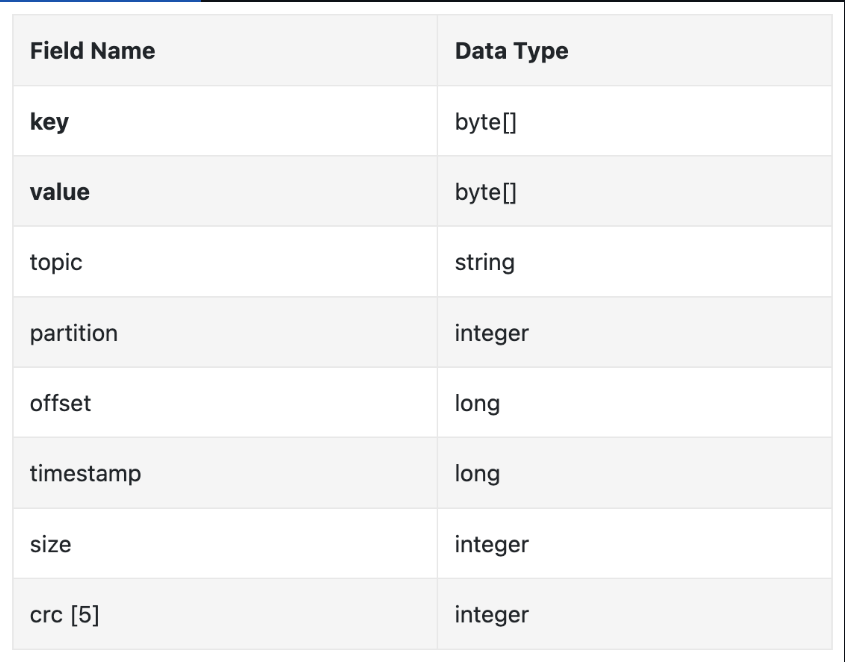 Field Name Data Type
key byte[]
value byte[]
topic string
partition integer
offset long
timestamp long
size integer
crc [5] integer